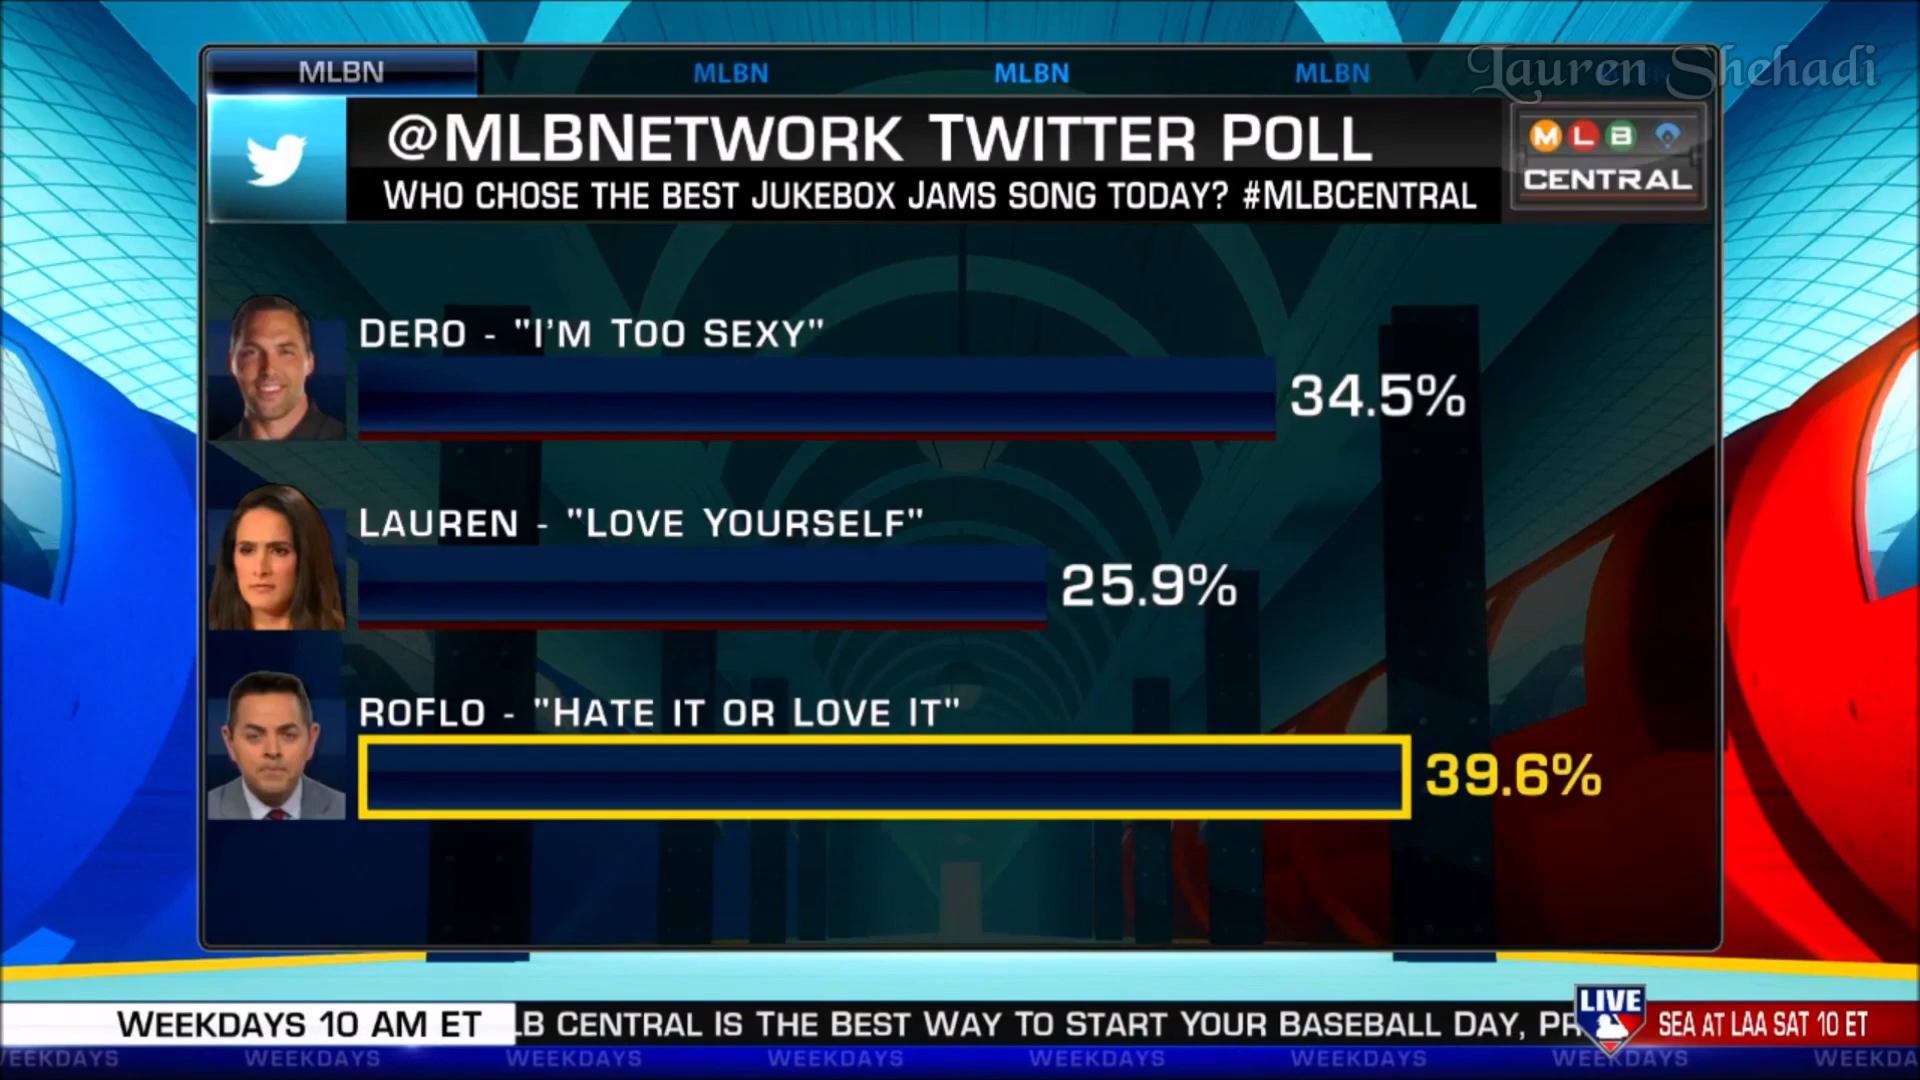 MLBN MLBN MLBN MLBN
Lauren Shehadi
@MLBNETWORK TWITTER POLL
WHO CHOSE THE BEST JUKEBOX JAMS SONG TODAY? #MLBCENTRAL
MLB
CENTRAL
DERO - "I'M TOO SEXY"
34.5%
LAUREN - "LOVE YOURSELF"
25.9%
ROFLO - "HATE IT OR LOVE IT"
39.6%
WEEKDAYS 10 AM ET LB CENTRAL IS THE BEST WAY TO START YOUR BASEBALL DAY, PR LIVE SEA AT LAA SAT 10 ET
WEEKDAYS WEEKDAYS WEEKDAYS WEEKDAYS WEEKDAYS WEEKDAYS WEEKDAYS WEEKDA